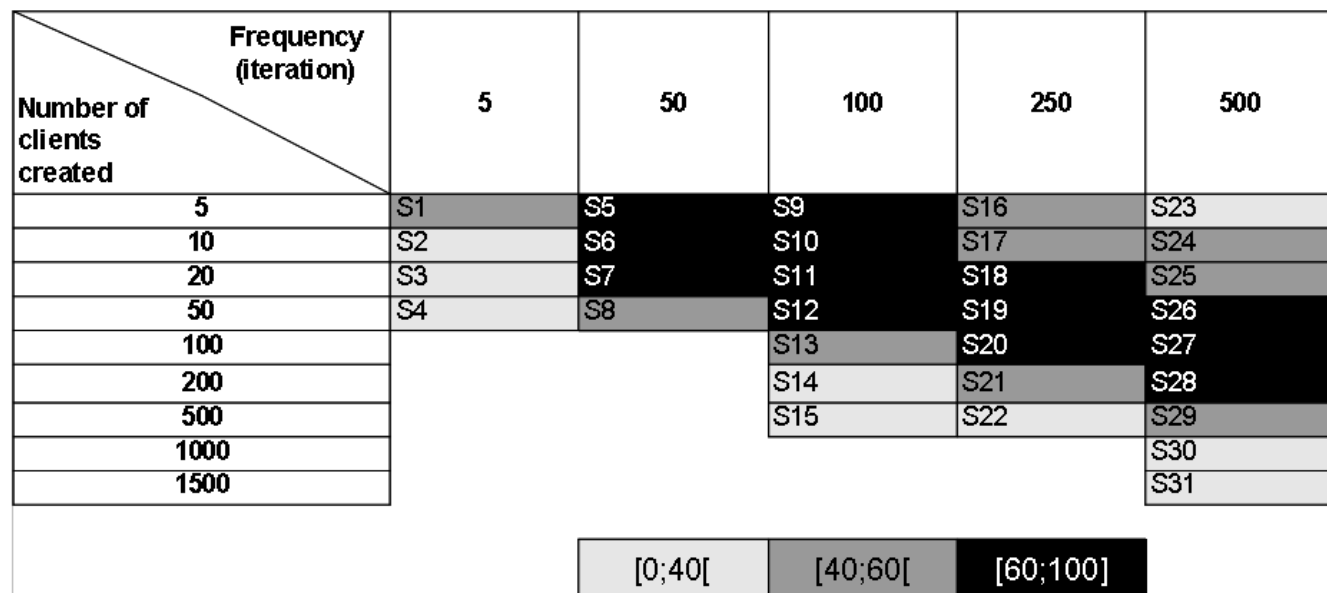 Frequency
(iteration)
Number of
clients
created
5 50 100 250 500
5 S1 S5 S9 S16 S23
10 S2 S6 S10 S17 S24
20 S3 S7 S11 S18 S25
50 S4 S8 S12 S19 S26
100 S13 S20 S27
200 S14 S21 S28
500 S15 S22 S29
1000 S30
1500 S31
[0;40[ [40;60[ [60;100]